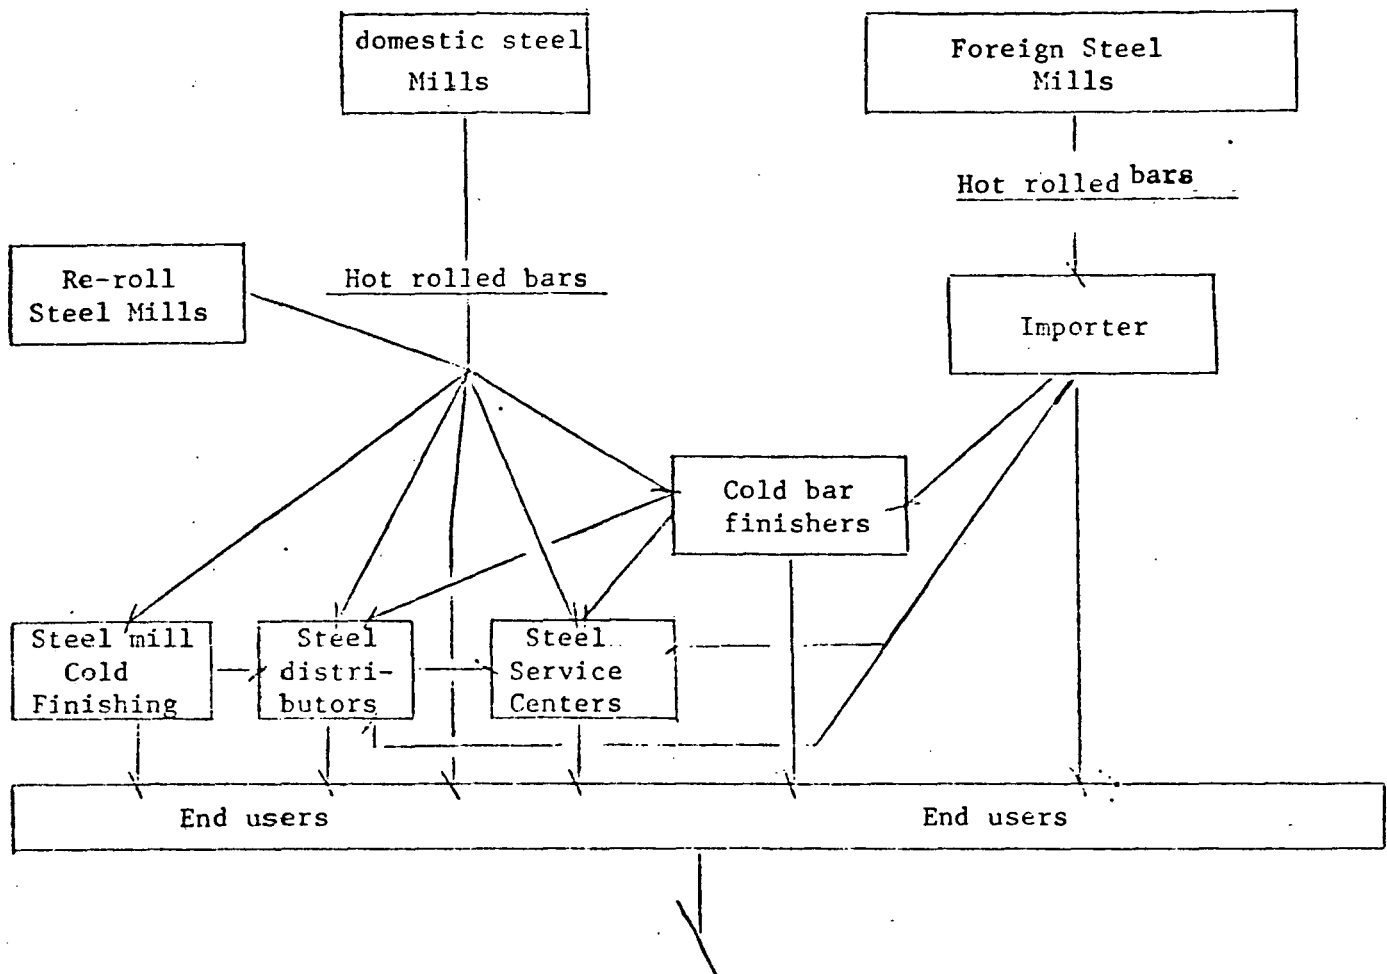 domestic steel
Mills
Foreign Steel
Mills
Hot rolled bars
Re-roll
Steel Mills
Hot rolled bars
Importer
Cold bar
finishers
Steel mill
Cold
Finishing
Steel
distri-
butors
Steel
Service
Centers
End users
End users